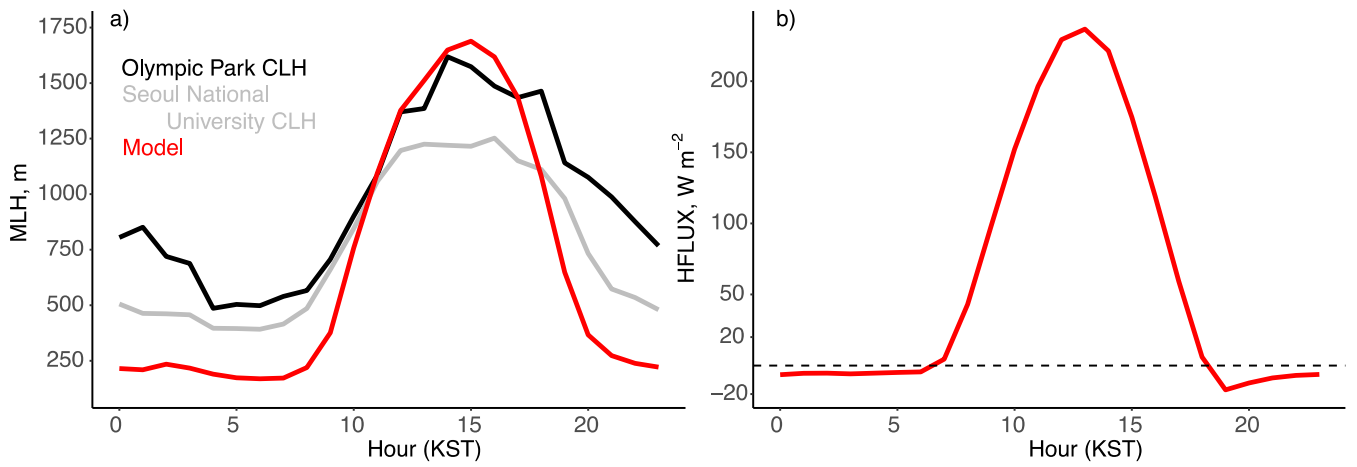 a)
Olympic Park CLH
Seoul National
University CLH
Model
MLH, m
1750
1500
1250
1000
750
500
250
0 5 10 15 20
Hour (KST)
b)
HFLUX, W m⁻²
200
150
100
50
20
−20
0 5 10 15 20
Hour (KST)